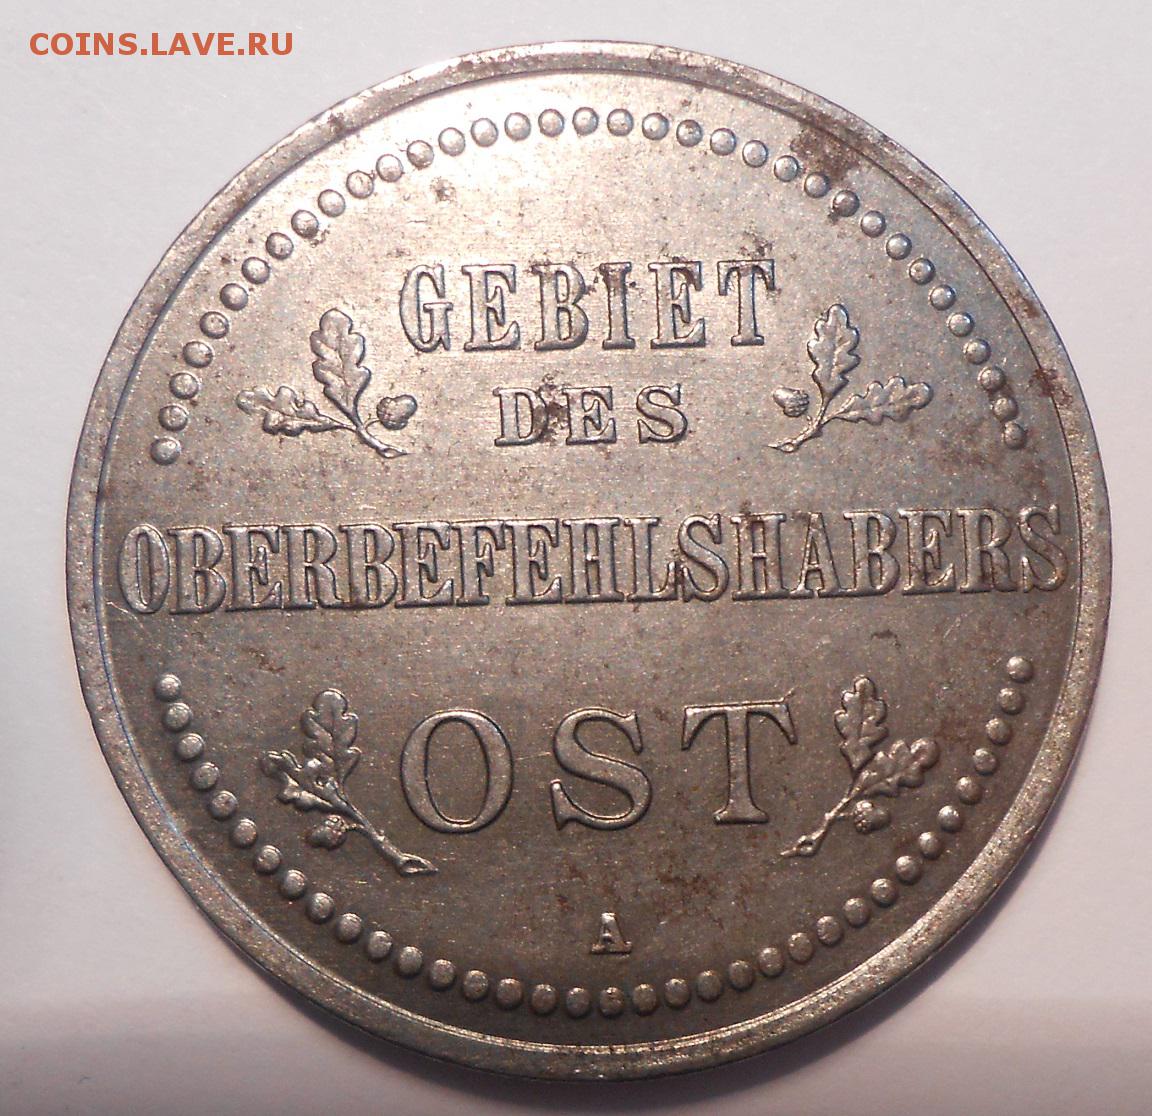 COINS.LAVE.RU
GEBIET
DES
OBERBEFEHLSHABERS
OST
A